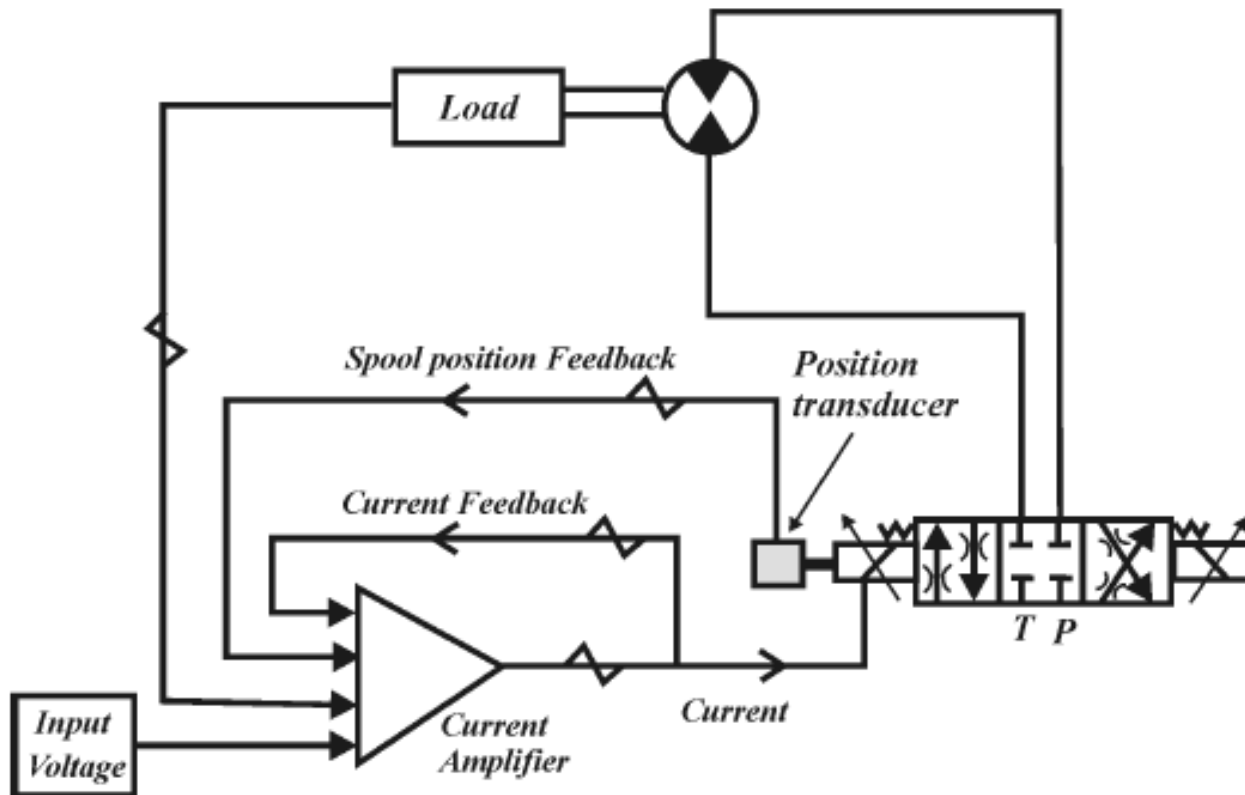 Load
Spool position Feedback
Position
transducer
Current Feedback
T P
Input
Voltage
Current
Amplifier
Current